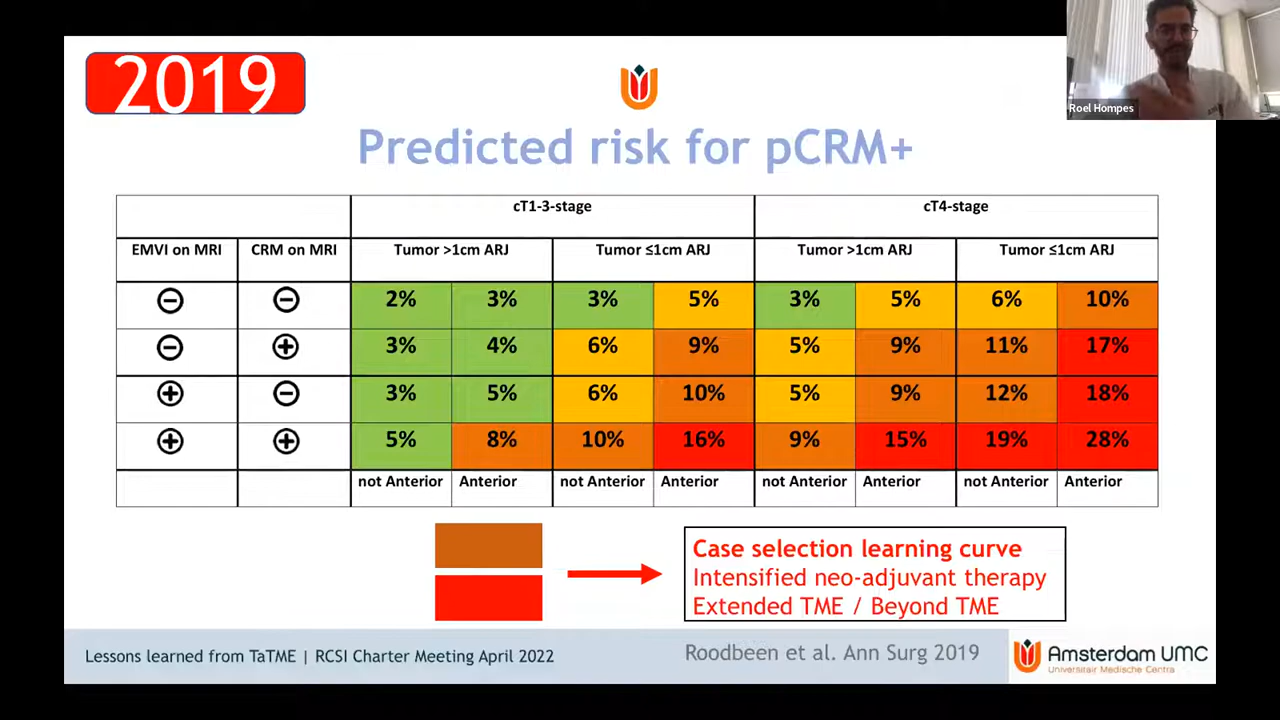 2019
Roel Hompes
Predicted risk for pCRM+
cT1-3-stage cT4-stage
EMVI on MRI CRM on MRI Tumor >1cm ARJ Tumor ≤1cm ARJ Tumor >1cm ARJ Tumor ≤1cm ARJ
⊖ ⊖ 2% 3% 3% 5% 3% 5% 6% 10%
⊖ ⊕ 3% 4% 6% 9% 5% 9% 11% 17%
⊕ ⊖ 3% 5% 6% 10% 5% 9% 12% 18%
⊕ ⊕ 5% 8% 10% 16% 9% 15% 19% 28%
not Anterior Anterior not Anterior Anterior not Anterior Anterior not Anterior Anterior
Case selection learning curve
Intensified neo-adjuvant therapy
Extended TME / Beyond TME
Lessons learned from TaTME | RCSI Charter Meeting April 2022
Roodbeen et al. Ann Surg 2019
Amsterdam UMC
Universitair Medische Centra